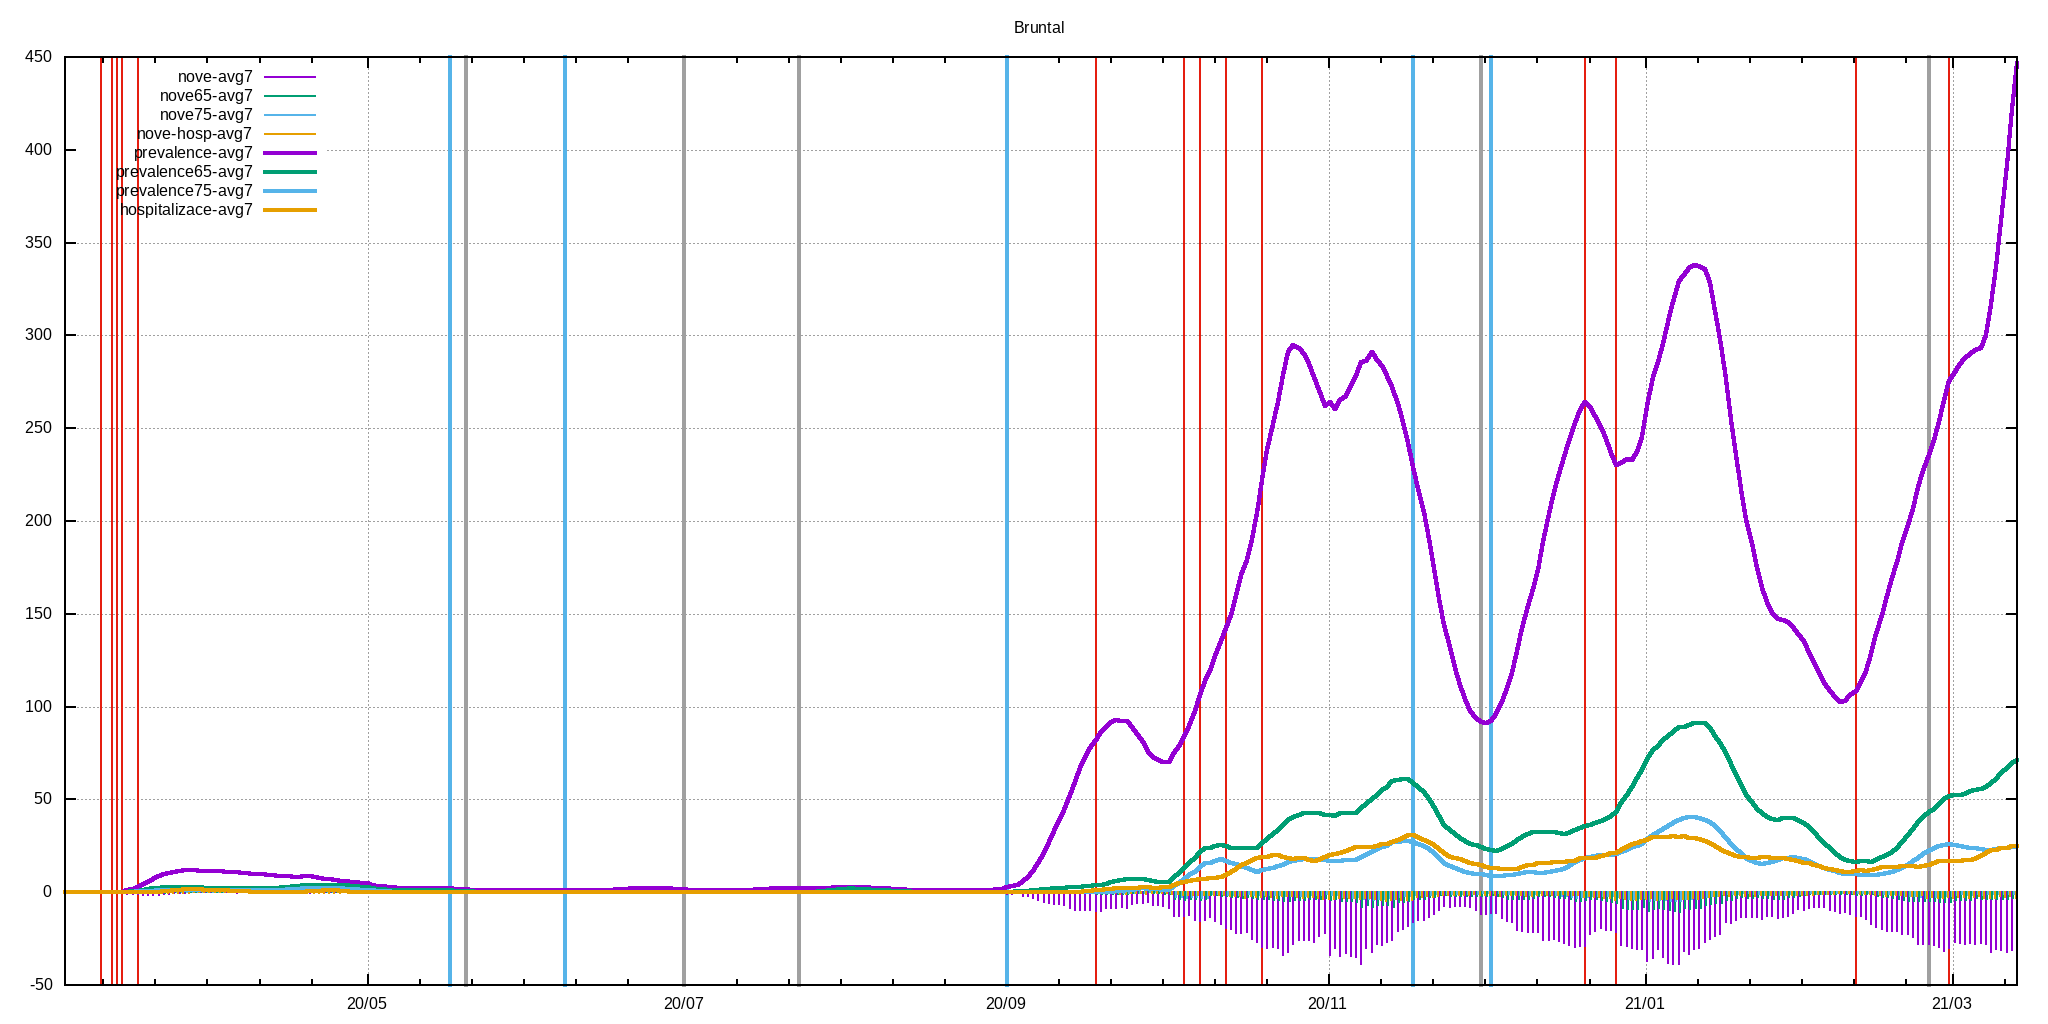 Bruntal
450
400
350
300
250
200
150
100
50
0
-50
nove-avg7
nove65-avg7
nove75-avg7
nove-hosp-avg7
prevalence-avg7
prevalence65-avg7
prevalence75-avg7
hospitalizace-avg7
20/05 20/07 20/09 20/11 21/01 21/03